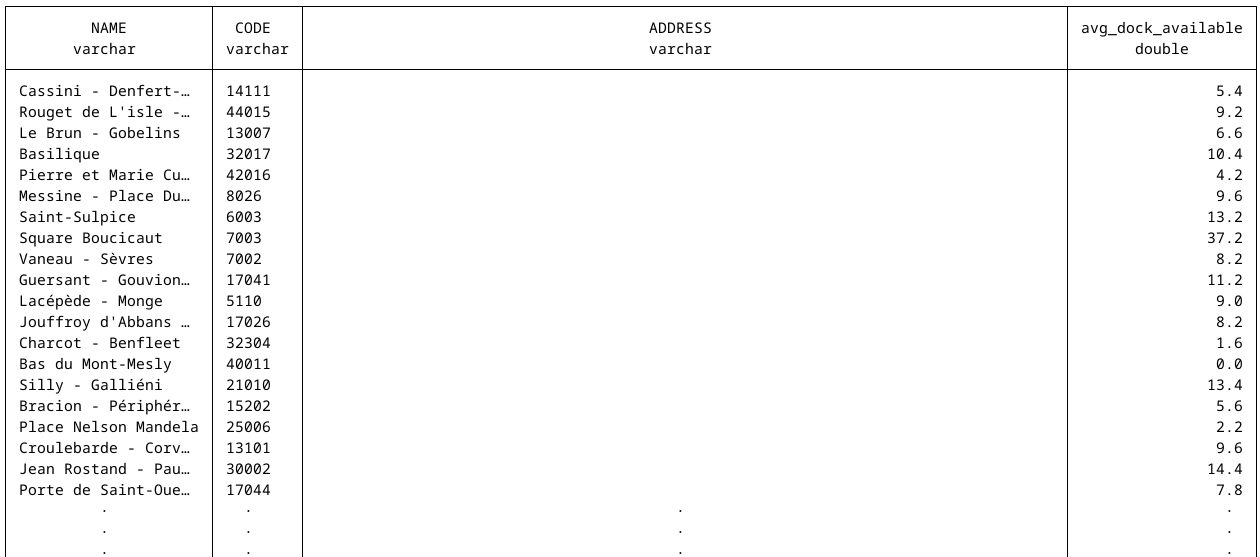 NAME CODE ADDRESS avg_dock_available
varchar varchar varchar double
Cassini - Denfert-… 14111 5.4
Rouget de L'isle -… 44015 9.2
Le Brun - Gobelins 13007 6.6
Basilique 32017 10.4
Pierre et Marie Cu… 42016 4.2
Messine - Place Du… 8026 9.6
Saint-Sulpice 6003 13.2
Square Boucicaut 7003 37.2
Vaneau - Sèvres 7002 8.2
Guersant - Gouvion… 17041 11.2
Lacépède - Monge 5110 9.0
Jouffroy d'Abbans … 17026 8.2
Charcot - Benfleet 32304 1.6
Bas du Mont-Mesly 40011 0.0
Silly - Galliéni 21010 13.4
Bracion - Périphér… 15202 5.6
Place Nelson Mandela 25006 2.2
Croulebarde - Corv… 13101 9.6
Jean Rostand - Pau… 30002 14.4
Porte de Saint-Oue… 17044 7.8
· · · ·
· · · ·
· · · ·